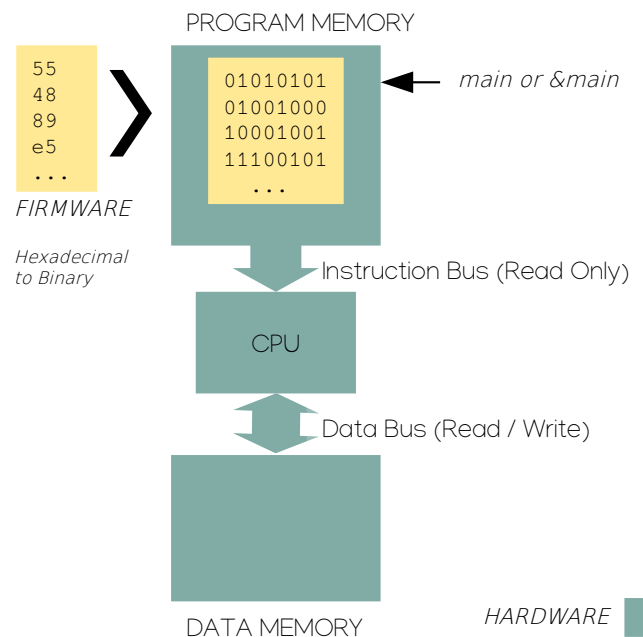 PROGRAM MEMORY
55
48
89
e5
...
FIRMWARE
Hexadecimal
to Binary
01010101
01001000
10001001
11100101
...
main or &main
Instruction Bus (Read Only)
CPU
Data Bus (Read / Write)
DATA MEMORY
HARDWARE